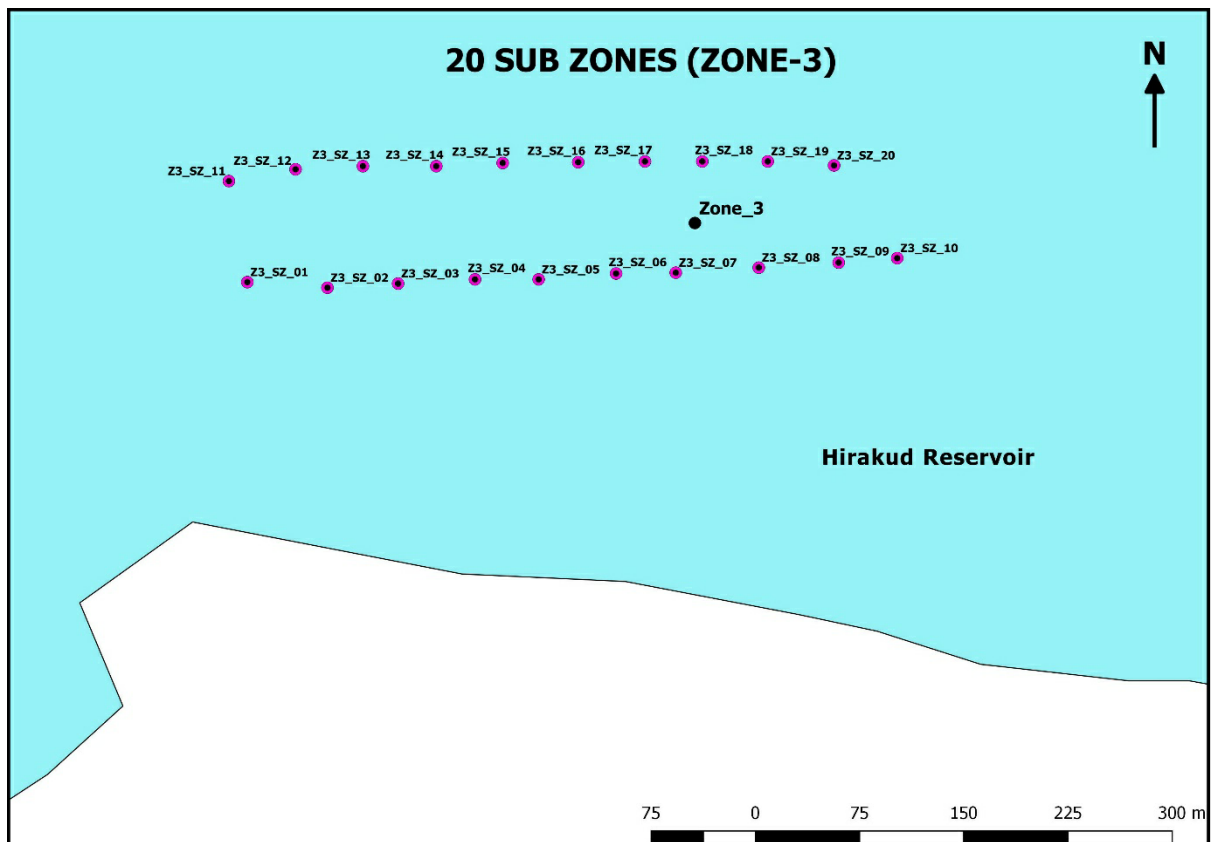 20 SUB ZONES (ZONE-3)
N
Z3_SZ_11
Z3_SZ_12
Z3_SZ_13
Z3_SZ_14
Z3_SZ_15
Z3_SZ_16
Z3_SZ_17
Z3_SZ_18
Z3_SZ_19
Z3_SZ_20
Zone_3
Z3_SZ_01
Z3_SZ_02
Z3_SZ_03
Z3_SZ_04
Z3_SZ_05
Z3_SZ_06
Z3_SZ_07
Z3_SZ_08
Z3_SZ_09
Z3_SZ_10
Hirakud Reservoir
75 0 75 150 225 300 m